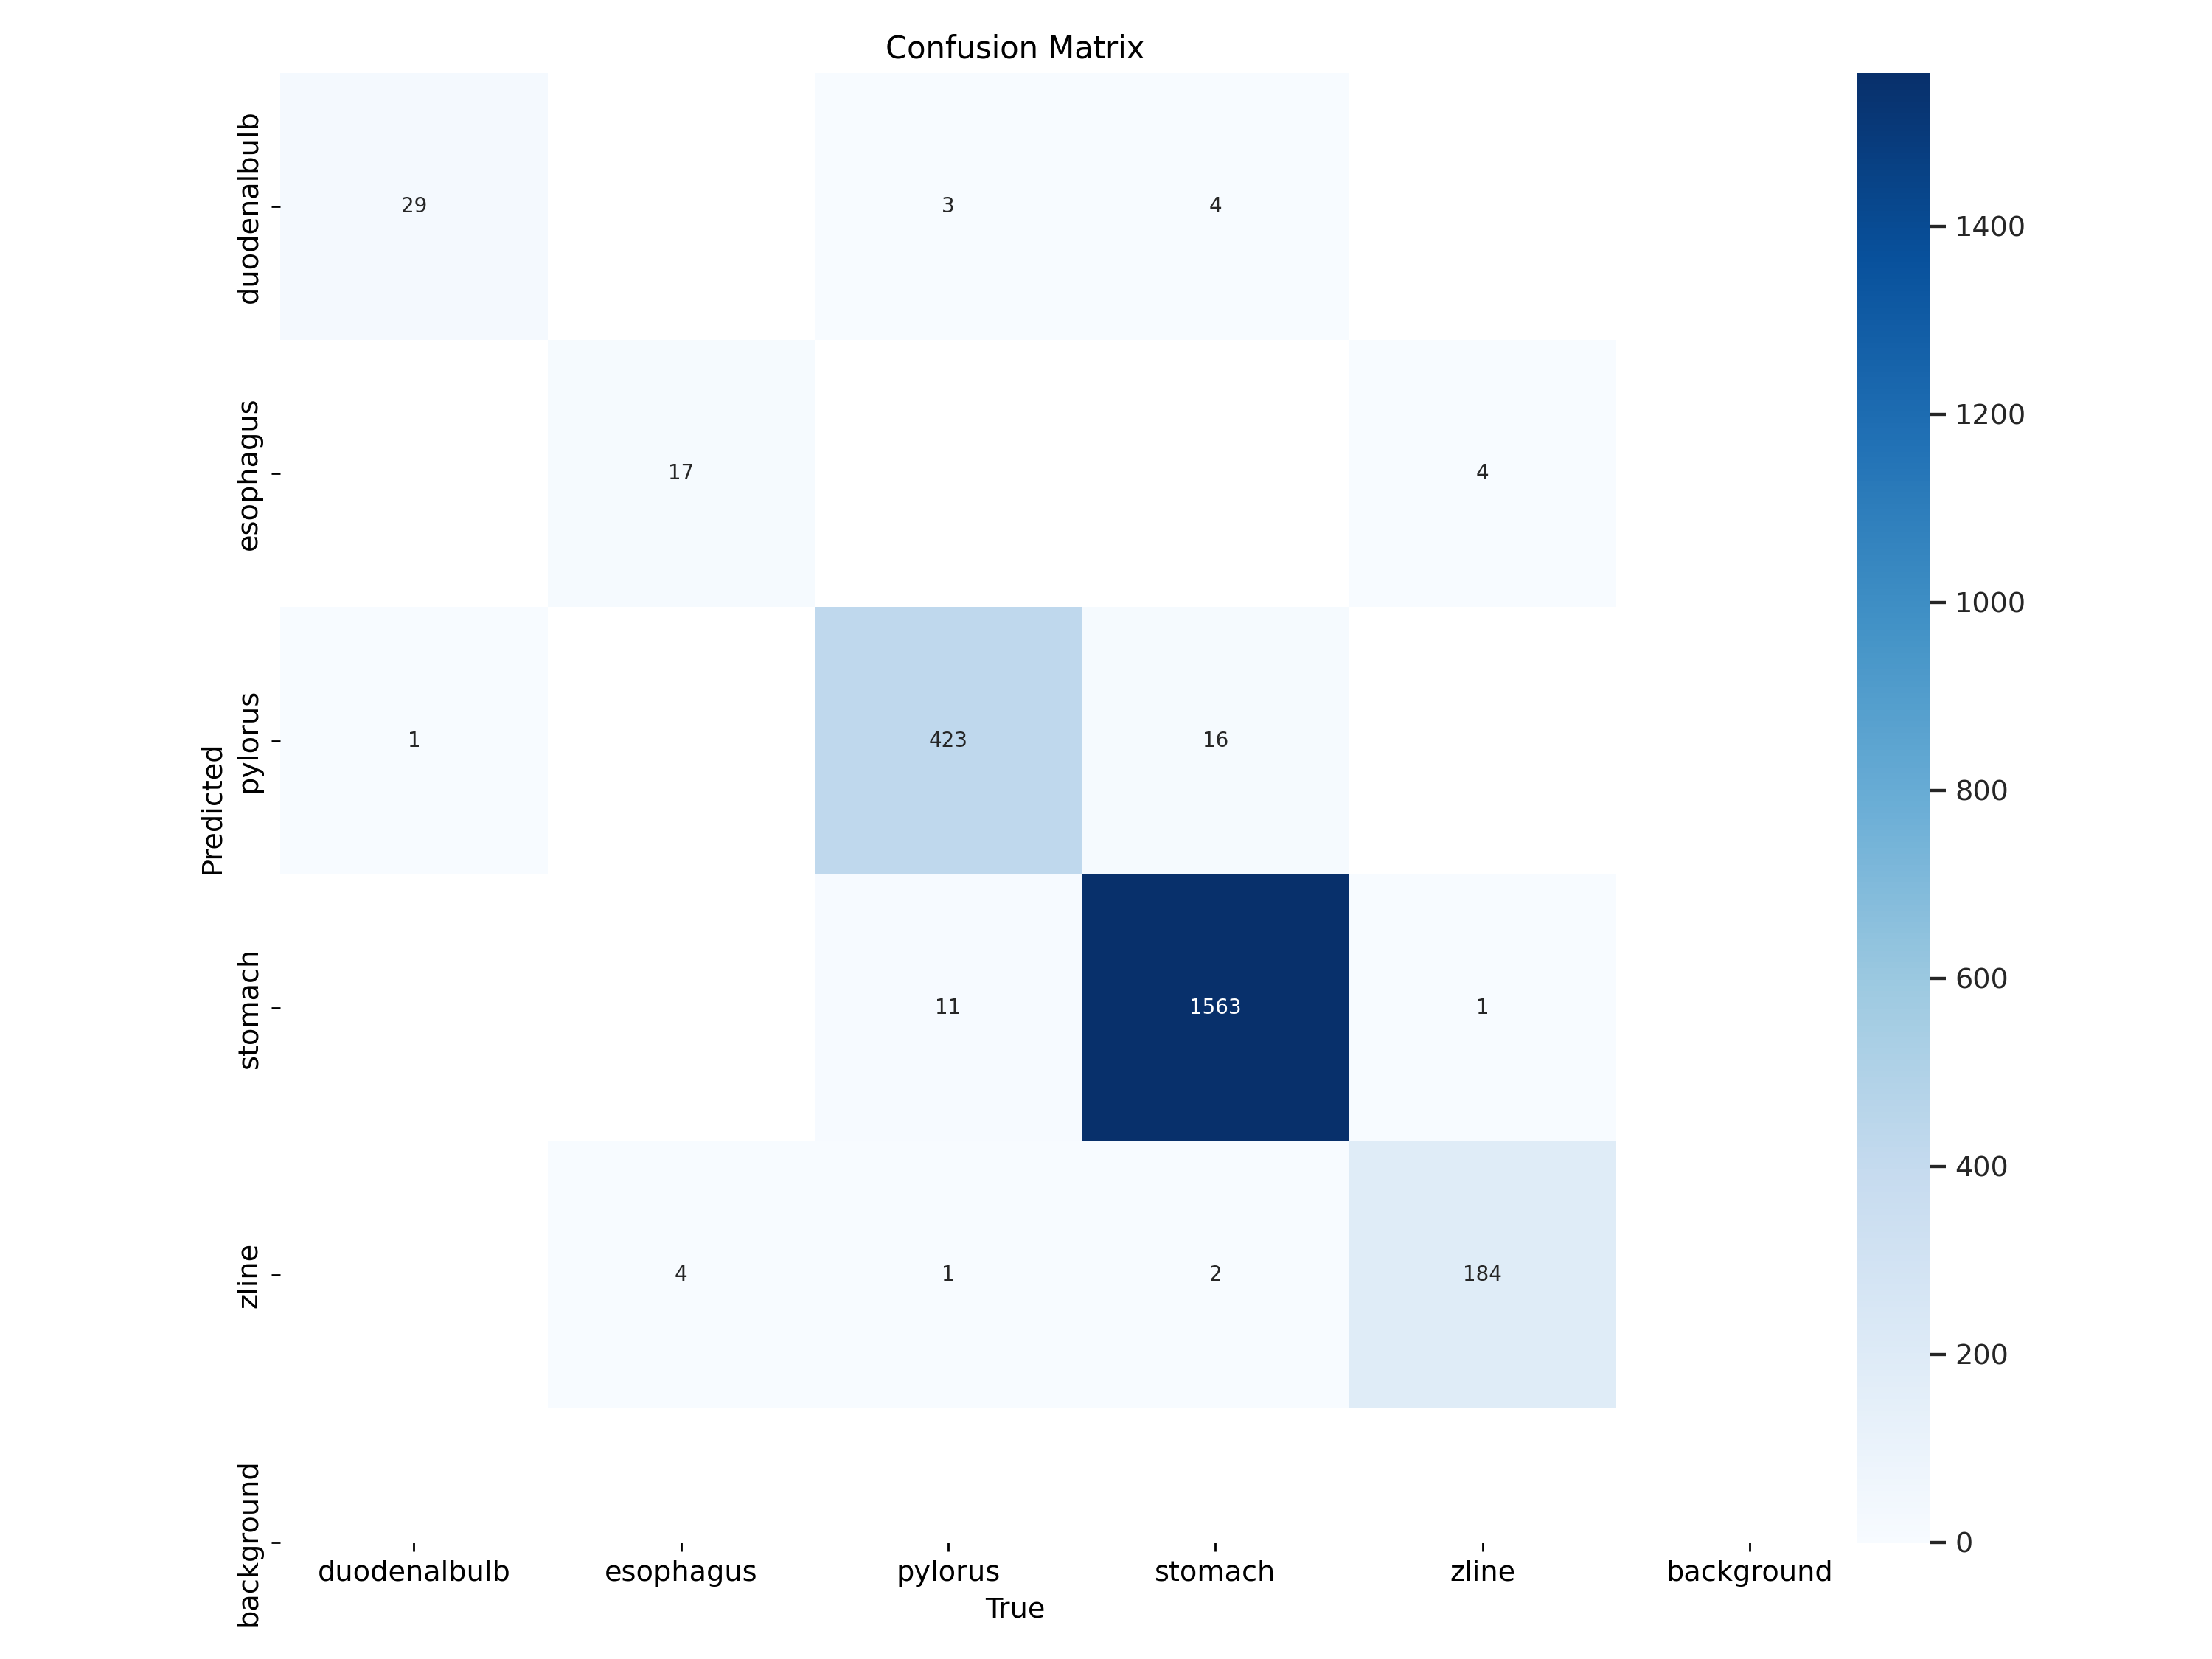 Confusion Matrix
duodenalbulb
29
3
4
1400
1200
esophagus
17
4
1000
Predicted
pylorus
1
423
16
800
stomach
11
1563
1
600
400
zline
4
1
2
184
200
background
0
duodenalbulb
esophagus
pylorus
stomach
zline
background
True